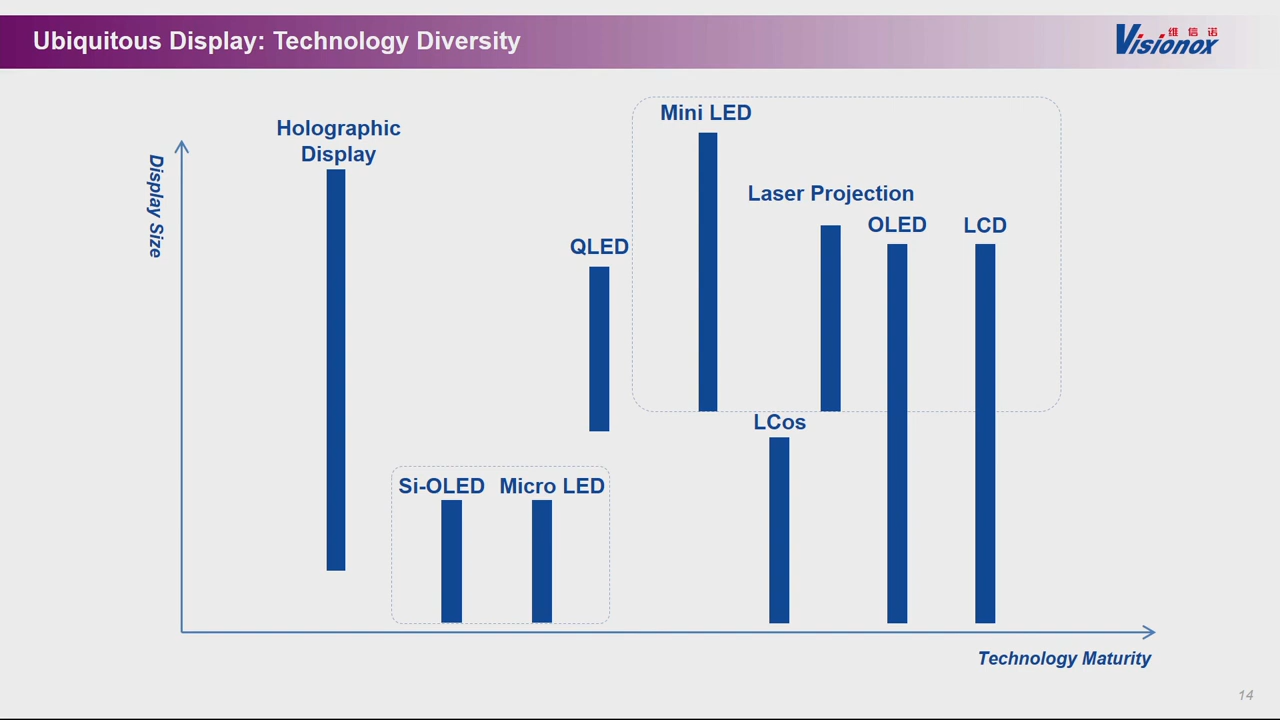 Ubiquitous Display: Technology Diversity
维信诺
Visionox
Display Size
Holographic
Display
Mini LED
Laser Projection
OLED
LCD
QLED
LCos
Si-OLED
Micro LED
Technology Maturity
14